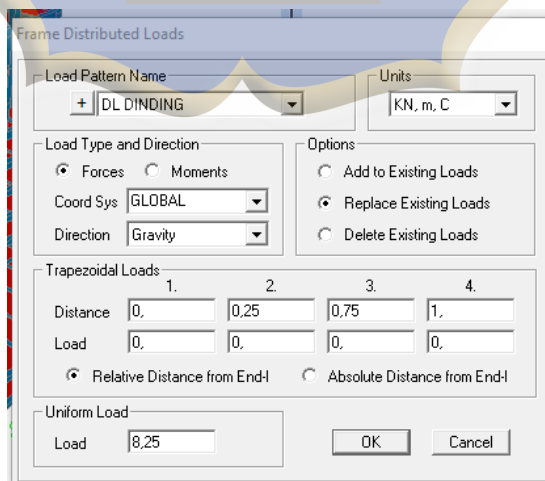 Frame Distributed Loads
Load Pattern Name
+ DL DINDING
Units
KN, m, C
Load Type and Direction
Forces Moments
Coord Sys GLOBAL
Direction Gravity
Options
Add to Existing Loads
Replace Existing Loads
Delete Existing Loads
Trapezoidal Loads
1. 2. 3. 4.
Distance 0, 0,25 0,75 1,
Load 0, 0, 0, 0,
Relative Distance from End-I Absolute Distance from End-I
Uniform Load
Load 8,25
OK Cancel